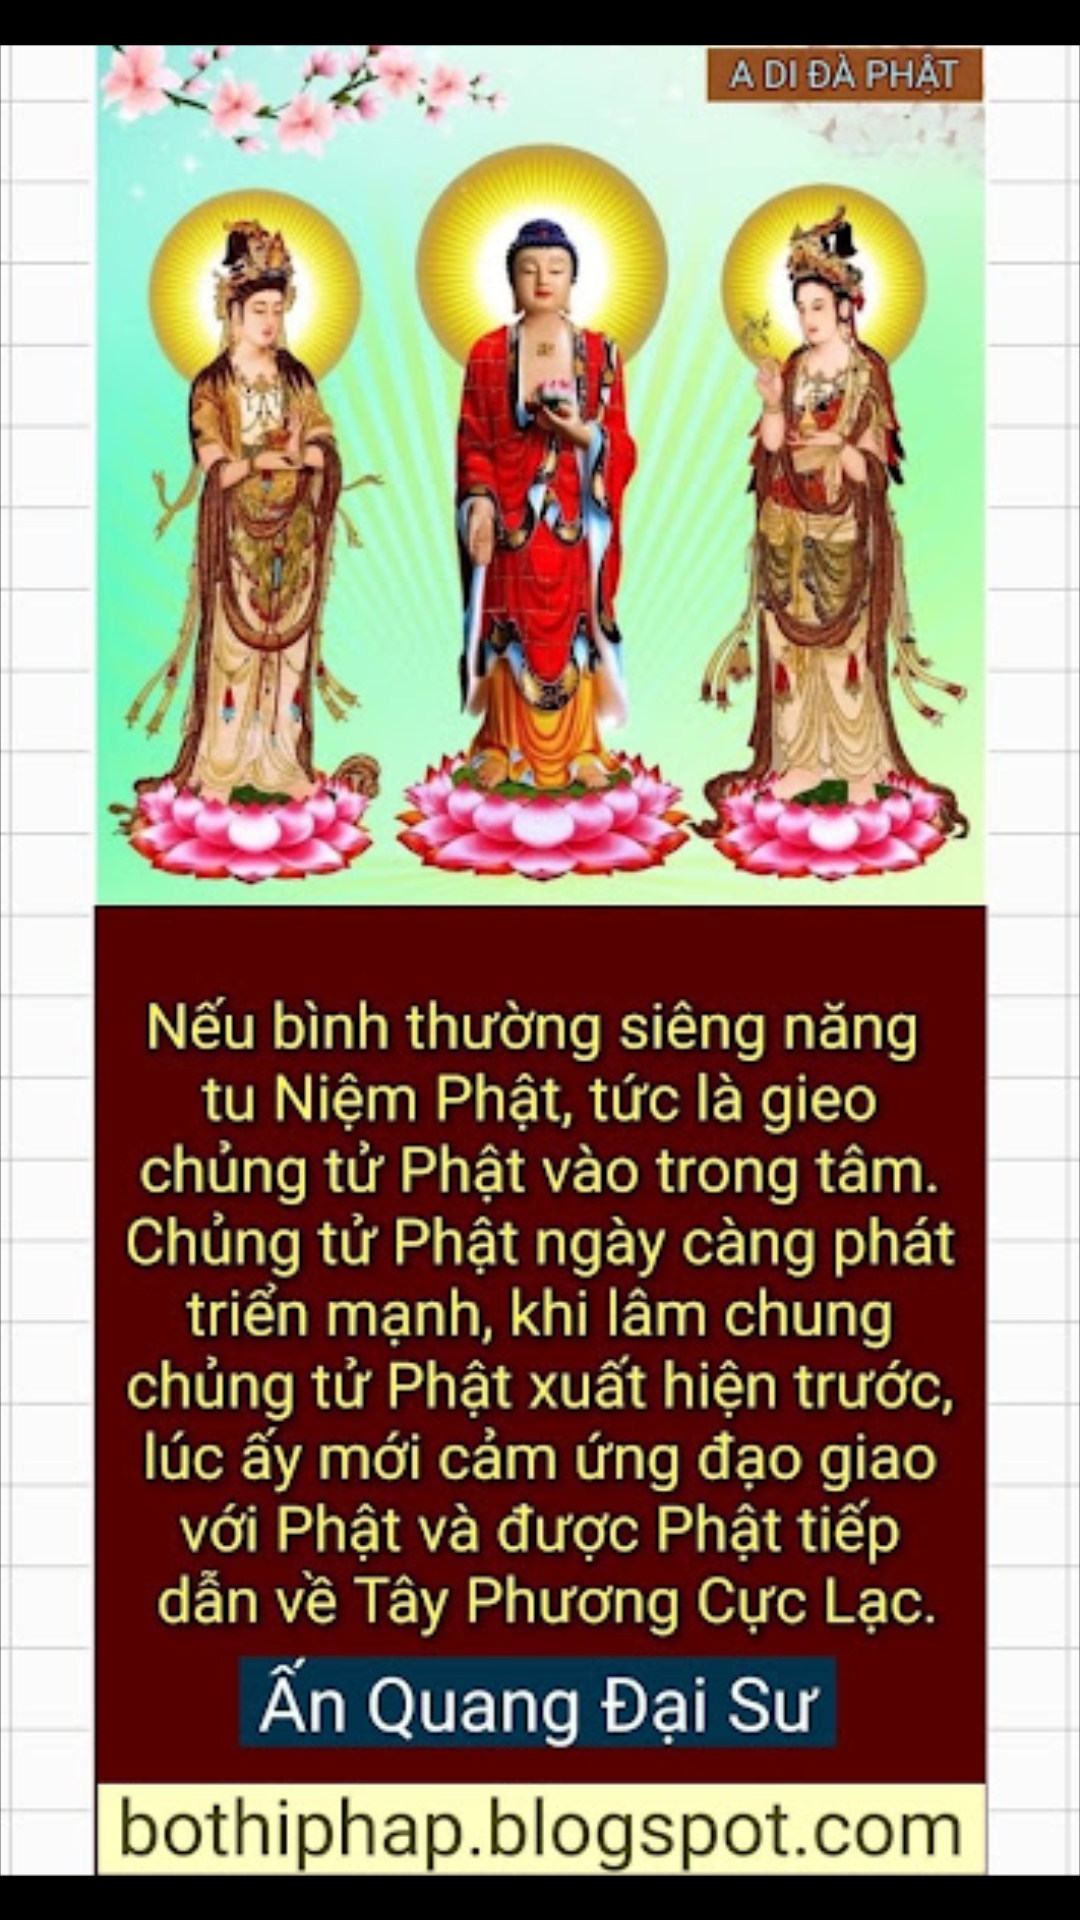 A DI ĐÀ PHẬT
Nếu bình thường siêng năng
tu Niệm Phật, tức là gieo
chủng tử Phật vào trong tâm.
Chủng tử Phật ngày càng phát
triển mạnh, khi lâm chung
chủng tử Phật xuất hiện trước,
lúc ấy mới cảm ứng đạo giao
với Phật và được Phật tiếp
dẫn về Tây Phương Cực Lạc.
Ấn Quang Đại Sư
bothiphap.blogspot.com